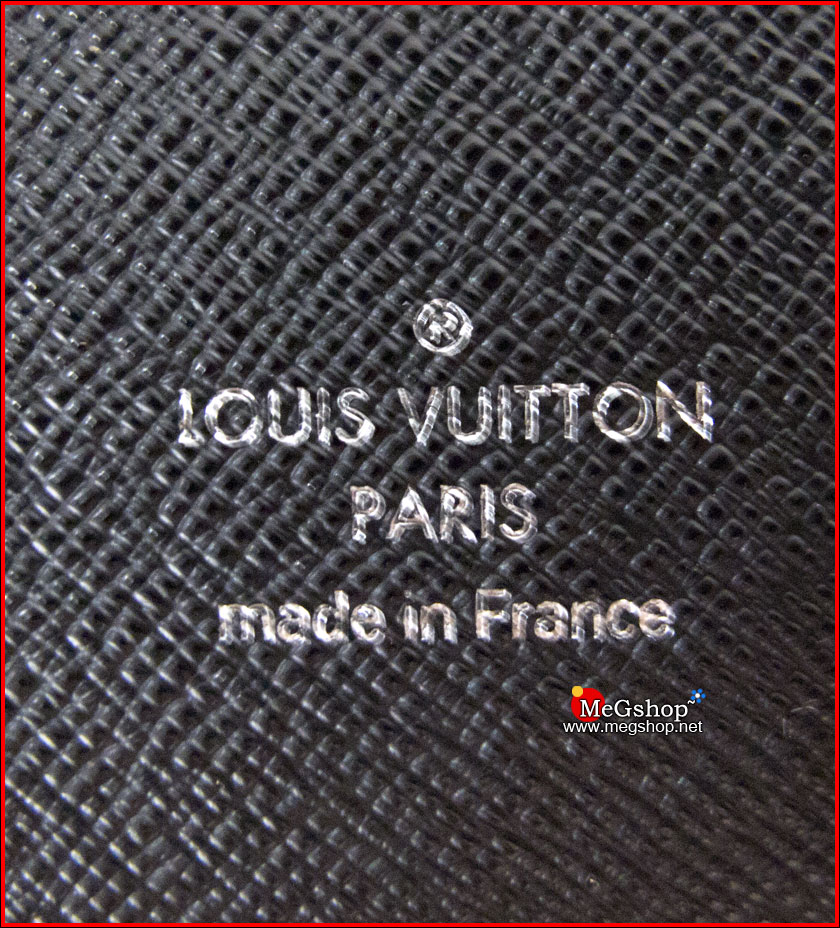 ®
LOUIS VUITTON
PARIS
made in France
MeGshop~
www.megshop.net